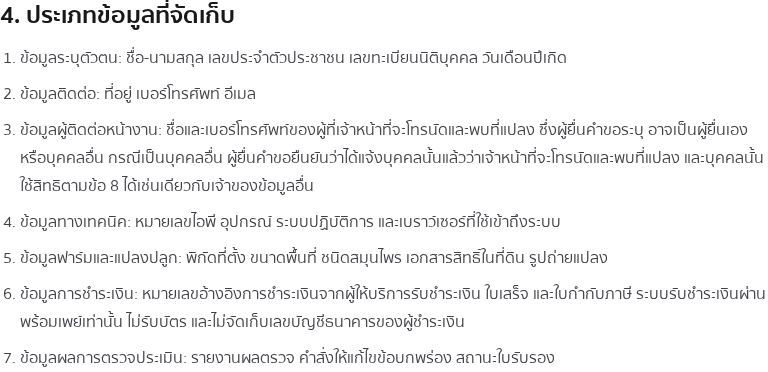 4. ประเภทข้อมูลที่จัดเก็บ
1. ข้อมูลระบุตัวตน: ชื่อ-นามสกุล เลขประจำตัวประชาชน เลขทะเบียนนิติบุคคล วันเดือนปีเกิด
2. ข้อมูลติดต่อ: ที่อยู่ เบอร์โทรศัพท์ อีเมล
3. ข้อมูลผู้ติดต่อหน้างาน: ชื่อและเบอร์โทรศัพท์ของผู้ที่เจ้าหน้าที่จะโทรนัดและพบที่แปลง ซึ่งผู้ยื่นคำขอระบุ อาจเป็นผู้ยื่นเอง
หรือบุคคลอื่น กรณีเป็นบุคคลอื่น ผู้ยื่นคำขอยืนยันว่าได้แจ้งบุคคลนั้นแล้วว่าเจ้าหน้าที่จะโทรนัดและพบที่แปลง และบุคคลนั้น
ใช้สิทธิตามข้อ 8 ได้เช่นเดียวกับเจ้าของข้อมูลอื่น
4. ข้อมูลทางเทคนิค: หมายเลขไอพี อุปกรณ์ ระบบปฏิบัติการ และเบราว์เซอร์ที่ใช้เข้าถึงระบบ
5. ข้อมูลฟาร์มและแปลงปลูก: พิกัดที่ตั้ง ขนาดพื้นที่ ชนิดสมุนไพร เอกสารสิทธิ์ในที่ดิน รูปถ่ายแปลง
6. ข้อมูลการชำระเงิน: หมายเลขอ้างอิงการชำระเงินจากผู้ให้บริการรับชำระเงิน ใบเสร็จ และใบกำกับภาษี ระบบรับชำระเงินผ่าน
พร้อมเพย์เท่านั้น ไม่รับบัตร และไม่จัดเก็บเลขบัญชีธนาคารของผู้ชำระเงิน
7. ข้อมูลผลการตรวจประเมิน: รายงานผลตรวจ คำสั่งให้แก้ไขข้อบกพร่อง สถานะใบรับรอง